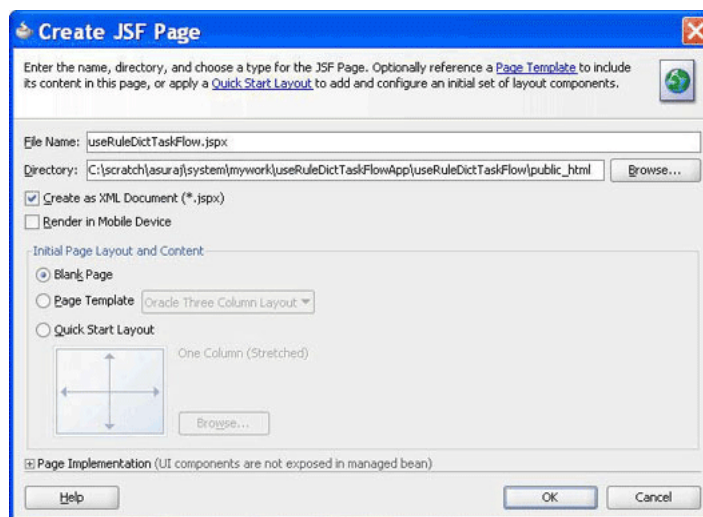 Create JSF Page
Enter the name, directory, and choose a type for the JSF Page. Optionally reference a Page Template to include
its content in this page, or apply a Quick Start Layout to add and configure an initial set of layout components.
File Name: useRuleDictTaskFlow.jspx
Directory: C:\scratch\asuraj\system\mywork\useRuleDictTaskFlowApp\useRuleDictTaskFlow\public_html Browse...
Create as XML Document (*.jspx)
Render in Mobile Device
Initial Page Layout and Content
Blank Page
Page Template Oracle Three Column Layout
Quick Start Layout
One Column (Stretched)
Browse...
Page Implementation (UI components are not exposed in managed bean)
Help OK Cancel